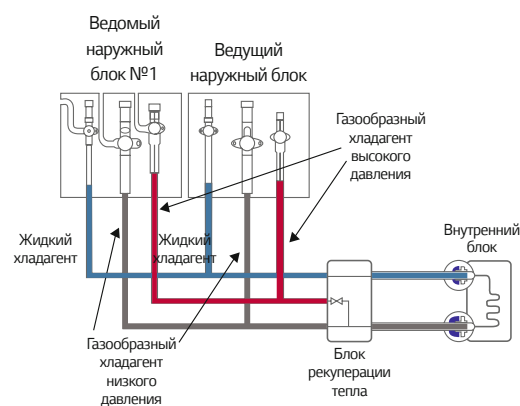 Ведомый
наружный
блок №1
Ведущий
наружный блок
Газообразный
хладагент
высокого
давления
Жидкий
хладагент
Жидкий
хладагент
Внутренний
блок
Газообразный
хладагент
низкого
давления
Блок
рекуперации
тепла